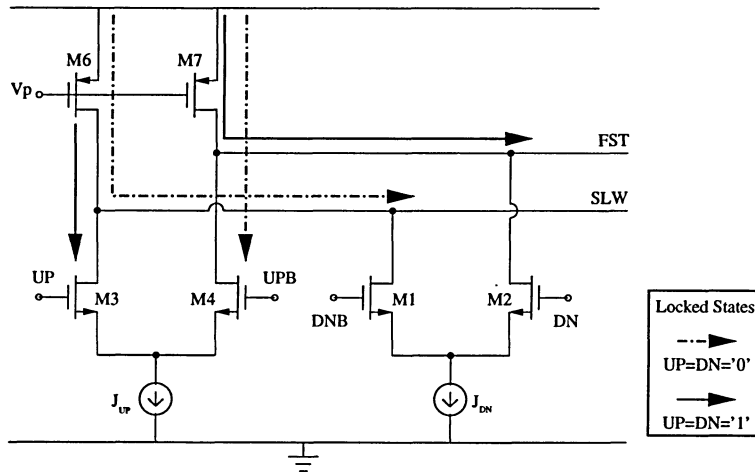 M6
M7
Vp
FST
SLW
UP
M3
M4
UPB
DNB
M1
M2
DN
J_UP
J_DN
Locked States
UP=DN='0'
UP=DN='1'